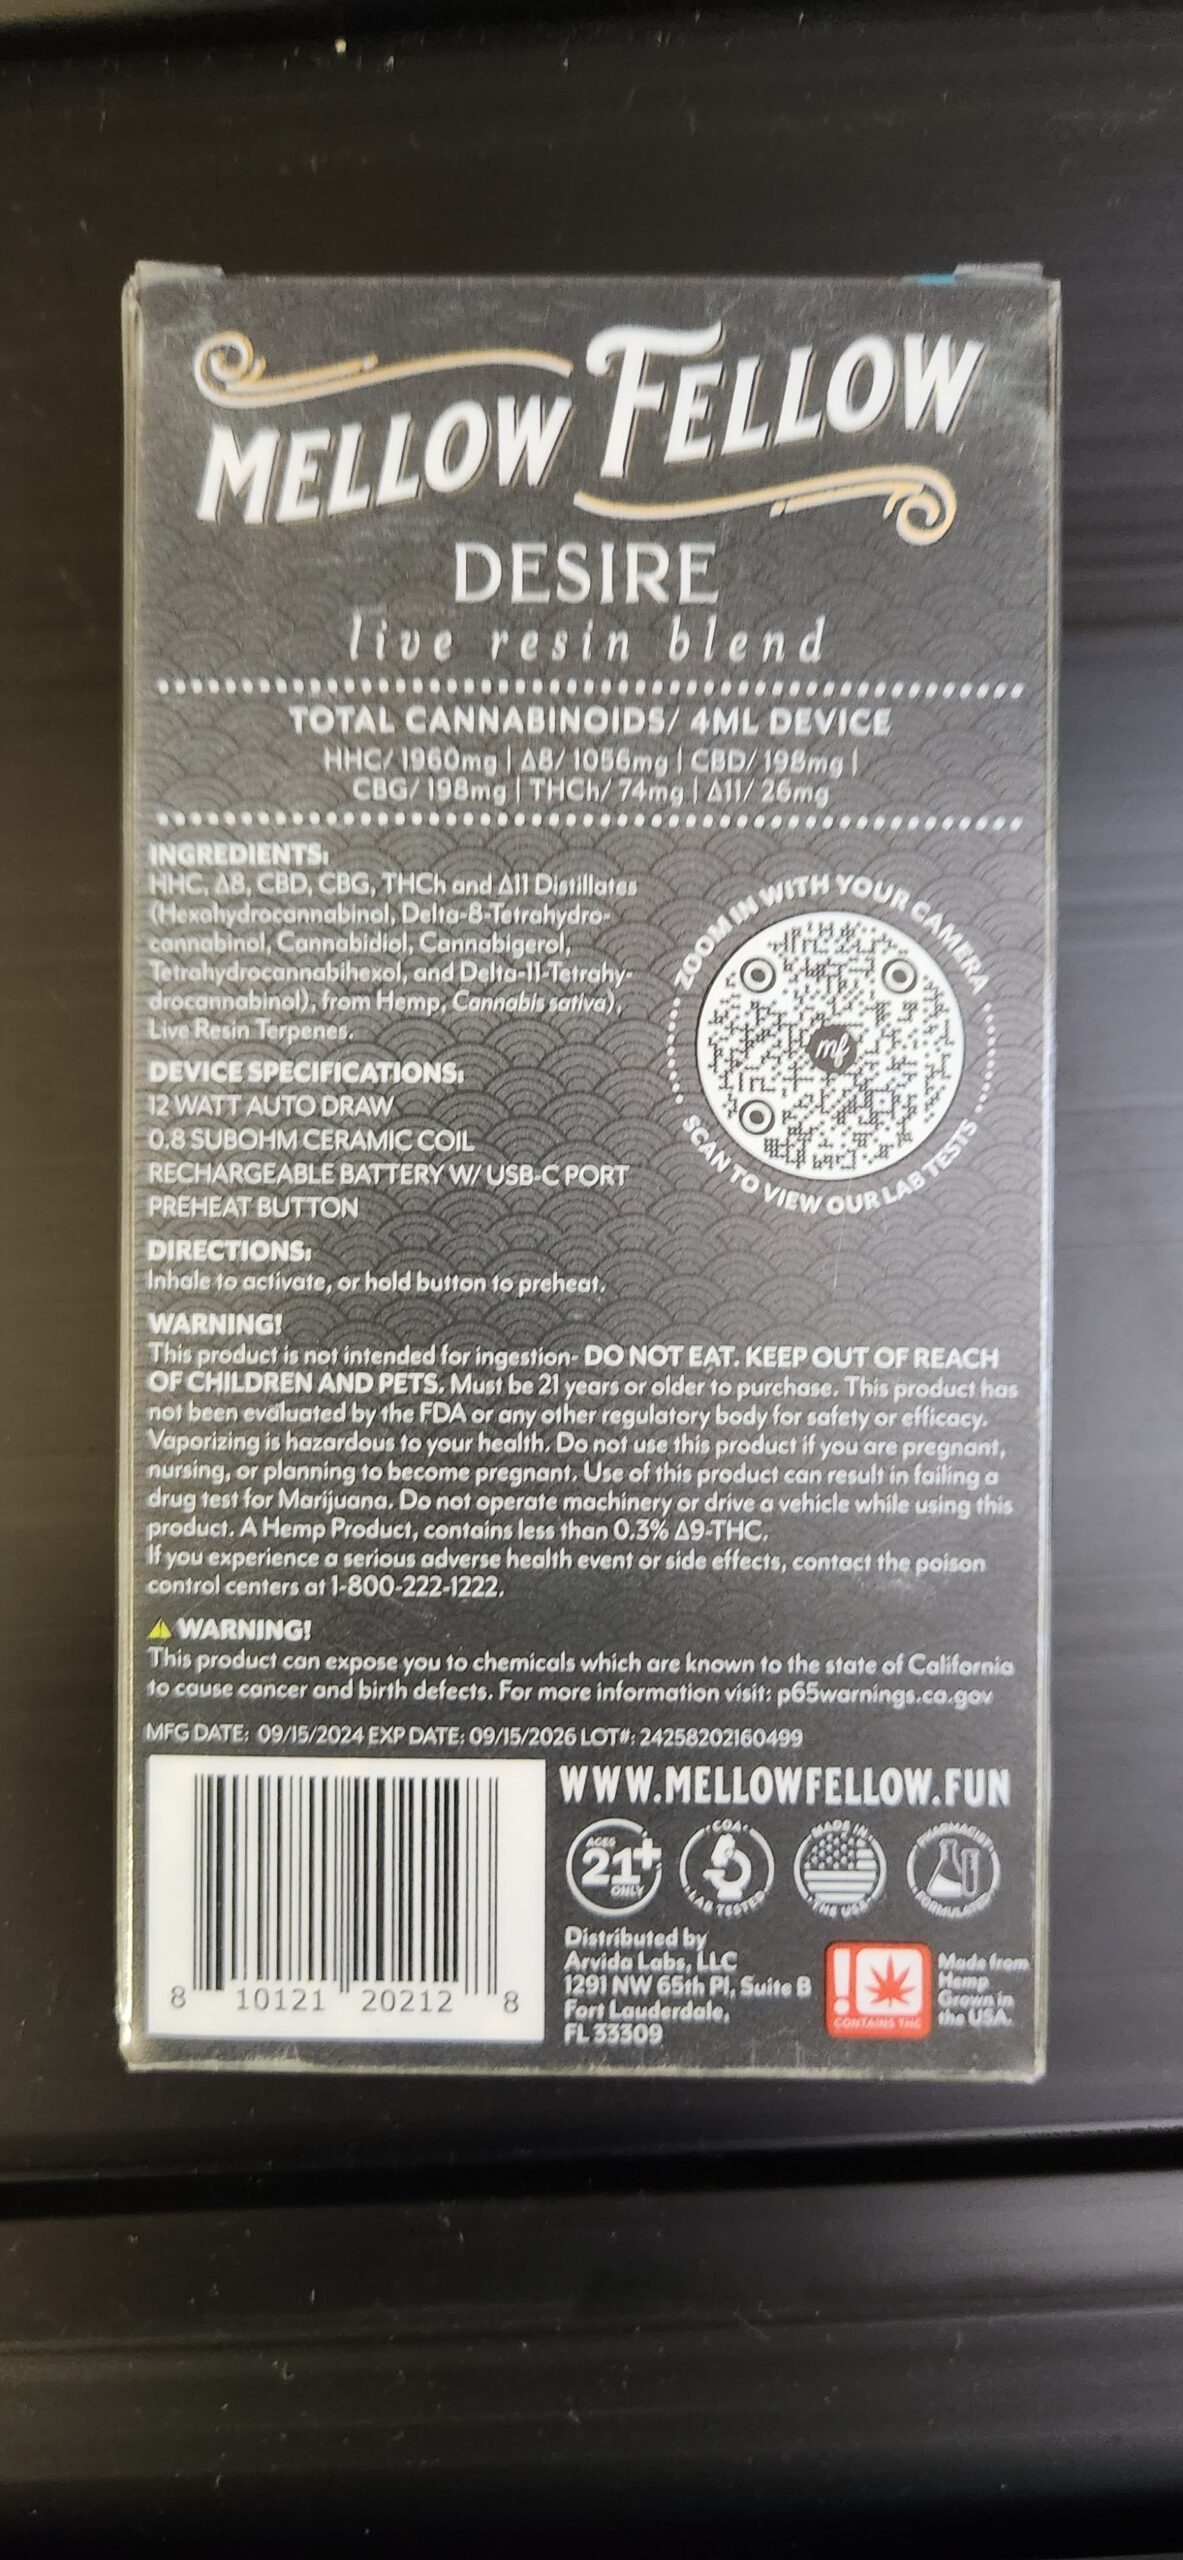 MELLOW FELLOW
DESIRE
live resin blend
TOTAL CANNABINOIDS/ 4ML DEVICE
HHC/ 1960mg | Δ8/ 1056mg | CBD/ 198mg |
CBG/ 198mg | THCh/ 74mg | Δ11/ 26mg
INGREDIENTS:
HHC, Δ8, CBD, CBG, THCh and Δ11 Distillates
(Hexahydrocannabinol, Delta-8-Tetrahydro-
cannabinol, Cannabidiol, Cannabigerol,
Tetrahydrocannabihexol, and Delta-11-Tetrahy-
drocannabinol), from Hemp, Cannabis sativa),
Live Resin Terpenes.
ZOOM IN WITH YOUR CAMERA
mf
SCAN TO VIEW OUR LAB TESTS
DEVICE SPECIFICATIONS:
12 WATT AUTO DRAW
0.8 SUBOHM CERAMIC COIL
RECHARGEABLE BATTERY W/ USB-C PORT
PREHEAT BUTTON
DIRECTIONS:
Inhale to activate, or hold button to preheat.
WARNING!
This product is not intended for ingestion- DO NOT EAT. KEEP OUT OF REACH
OF CHILDREN AND PETS. Must be 21 years or older to purchase. This product has
not been evaluated by the FDA or any other regulatory body for safety or efficacy.
Vaporizing is hazardous to your health. Do not use this product if you are pregnant,
nursing, or planning to become pregnant. Use of this product can result in failing a
drug test for Marijuana. Do not operate machinery or drive a vehicle while using this
product. A Hemp Product, contains less than 0.3% Δ9-THC.
If you experience a serious adverse health event or side effects, contact the poison
control centers at 1-800-222-1222.
WARNING!
This product can expose you to chemicals which are known to the state of California
to cause cancer and birth defects. For more information visit: p65warnings.ca.gov
MFG DATE: 09/15/2024 EXP DATE: 09/15/2026 LOT#: 24258202160499
8 10121 20212 8
WWW.MELLOWFELLOW.FUN
AGES 21+ ONLY
COA LAB TESTED
MADE IN THE USA
PHARMACIST FORMULATED
Distributed by
Arvida Labs, LLC
1291 NW 65th Pl, Suite B
Fort Lauderdale,
FL 33309
! CONTAINS THC
Made from
Hemp
Grown in
the USA.